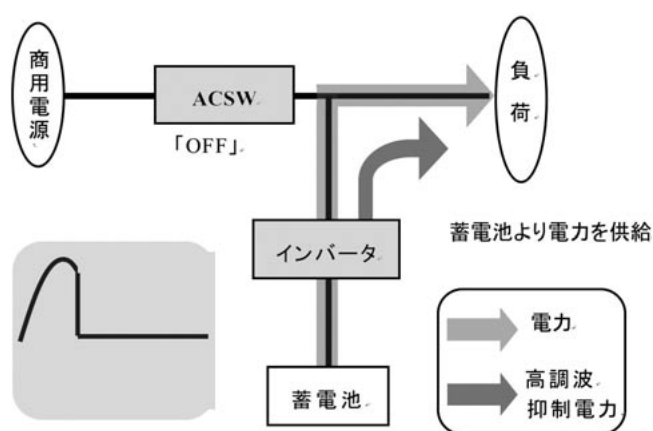 商用電源
ACSW
「OFF」
負荷
インバータ
蓄電池より電力を供給
蓄電池
電力
高調波
抑制電力